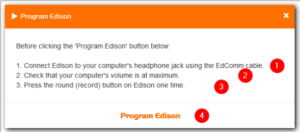 Program Edison ×
Before clicking the 'Program Edison' button below:
1. Connect Edison to your computer's headphone jack using the EdComm cable. 1
2. Check that your computer's volume is at maximum. 2
3. Press the round (record) button on Edison one time. 3
Program Edison 4